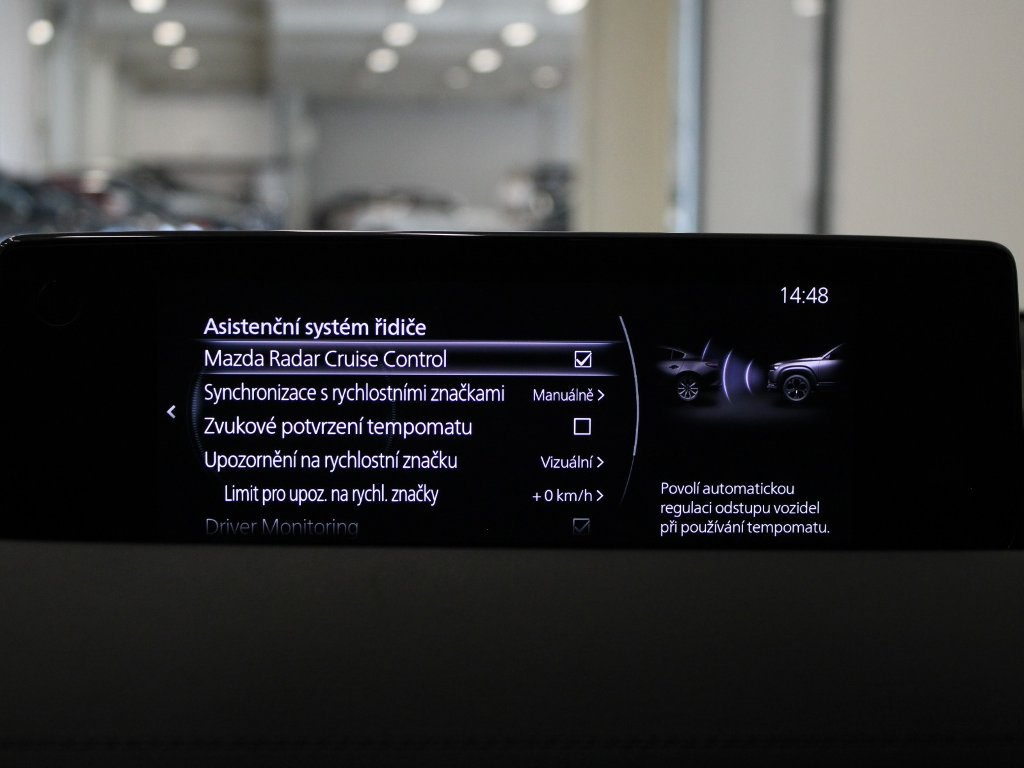 14:48
Asistenční systém řidiče
Mazda Radar Cruise Control
Synchronizace s rychlostními značkami Manuálně >
Zvukové potvrzení tempomatu
Upozornění na rychlostní značku Vizuální >
Limit pro upoz. na rychl. značky + 0 km/h >
Driver Monitoring
Povolí automatickou
regulaci odstupu vozidel
při používání tempomatu.